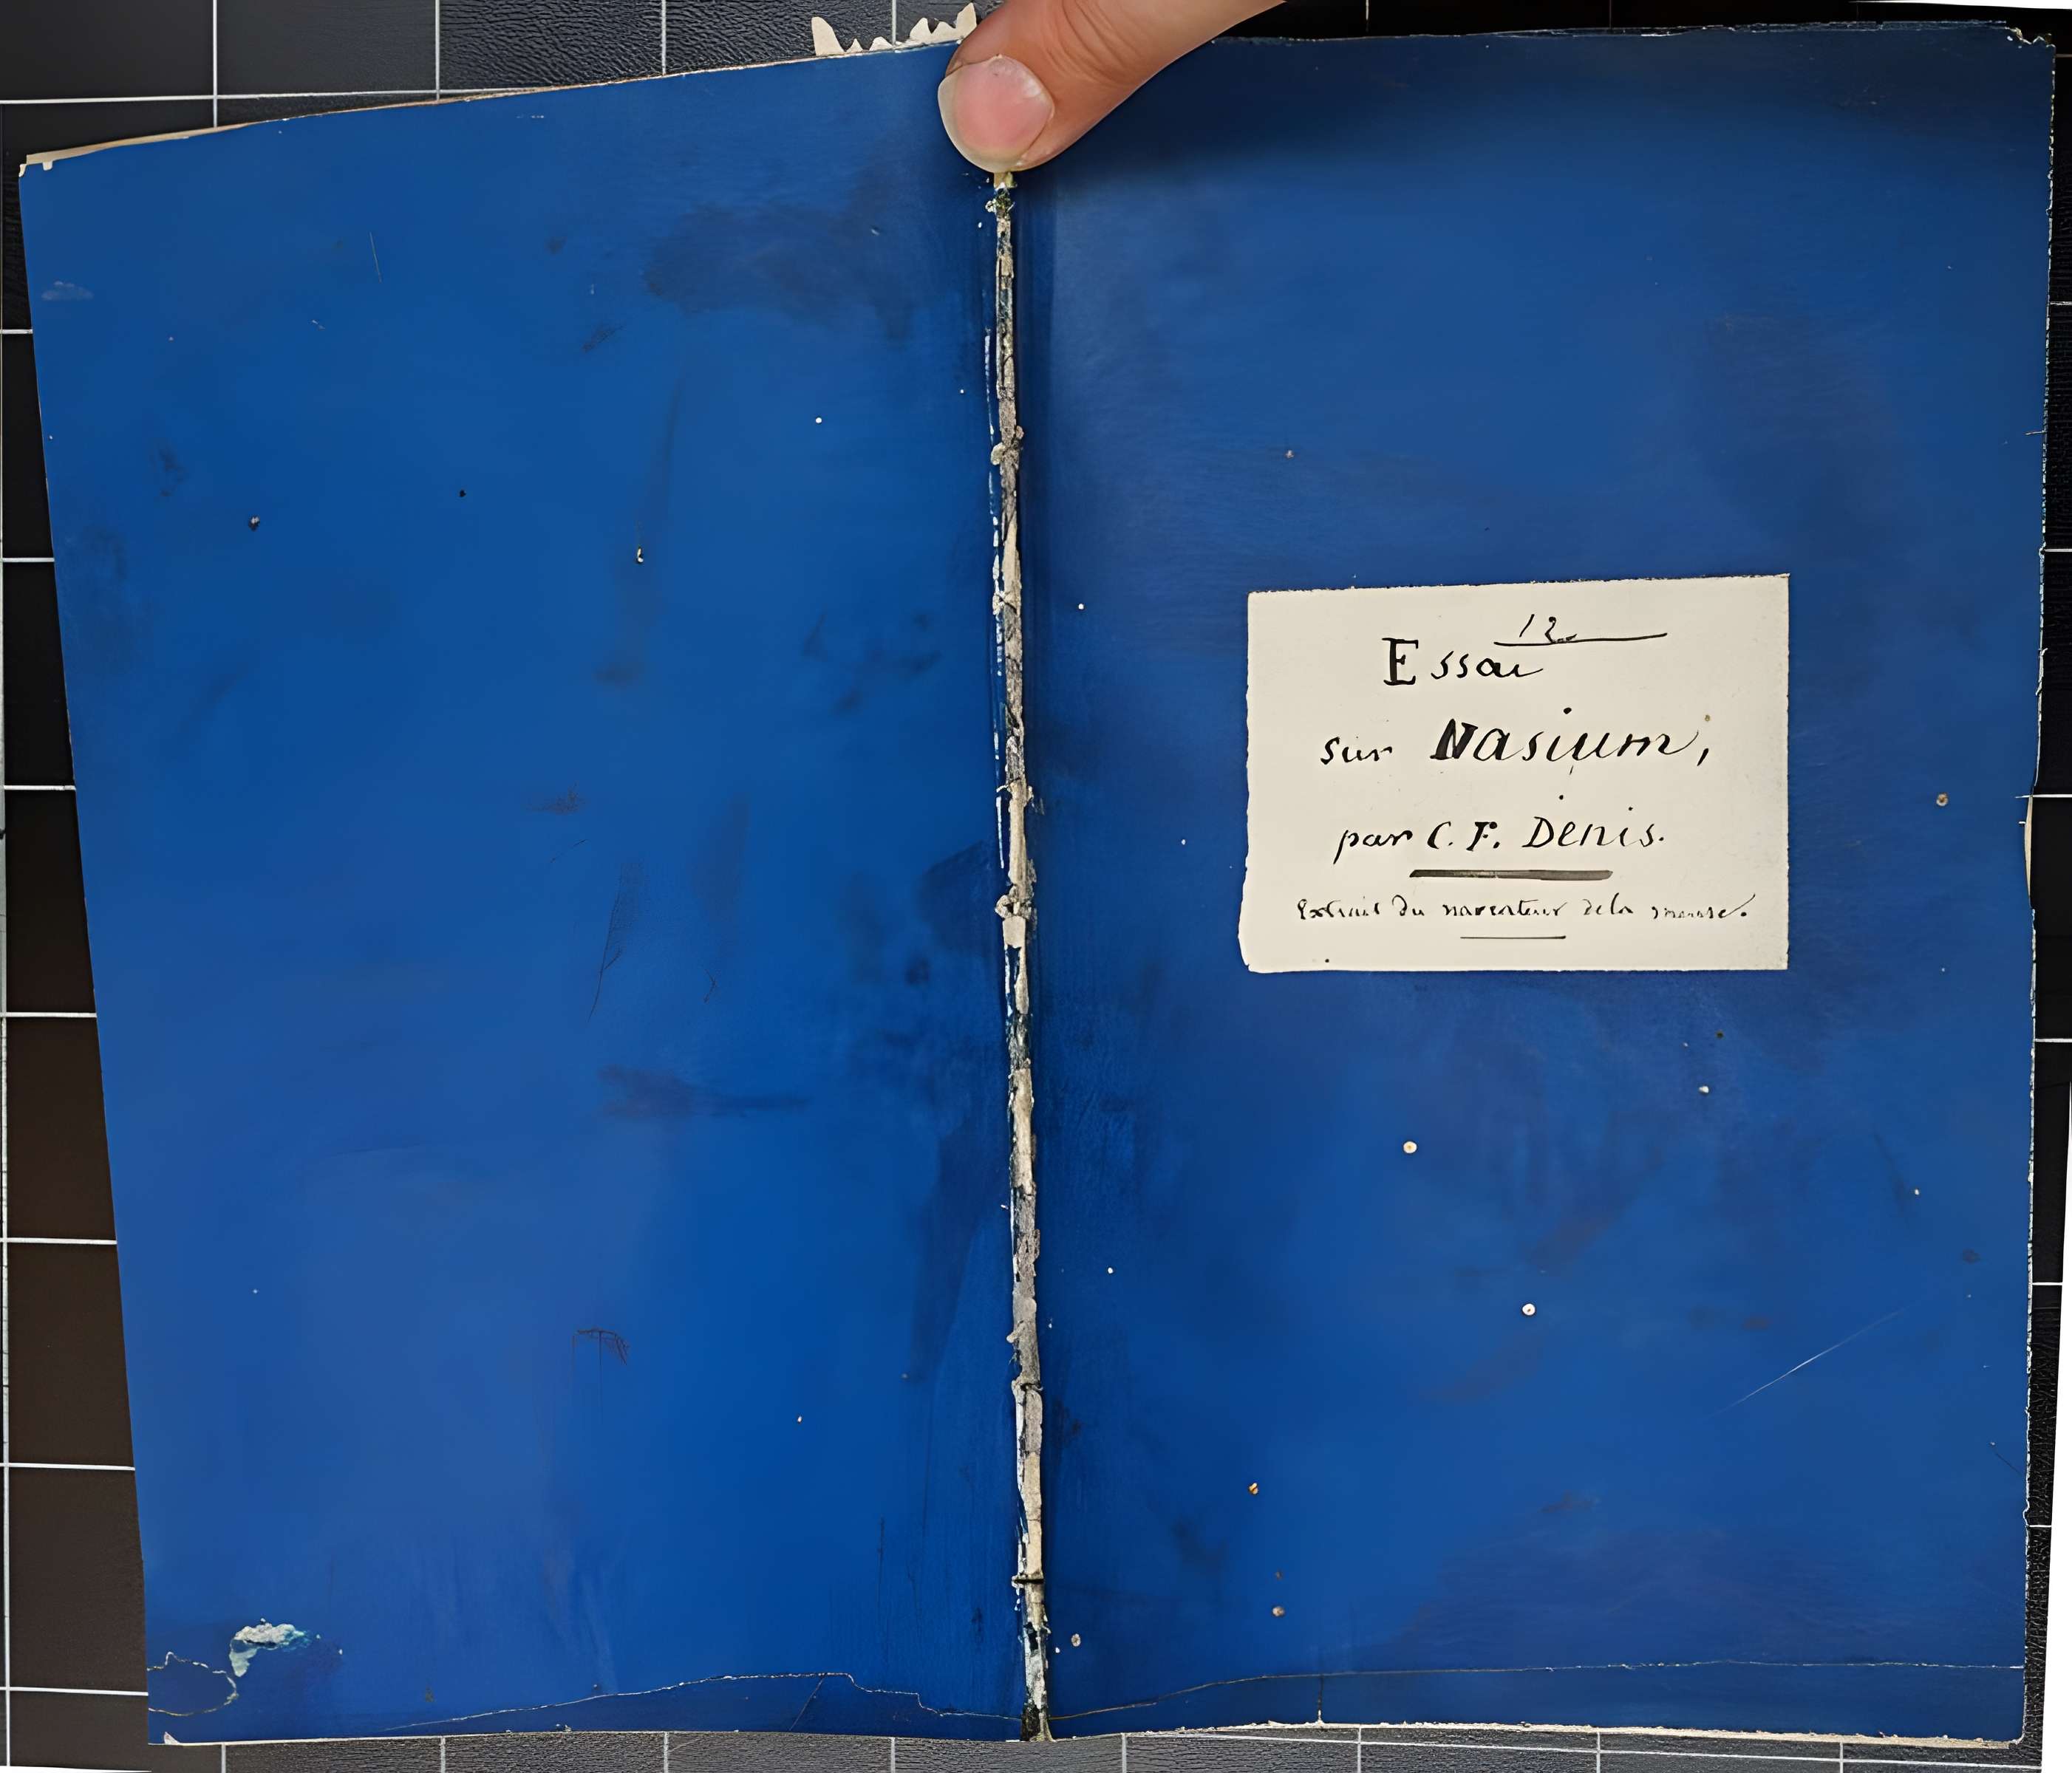 12
Essai
sur Nasium,
par C. F. Denis.
Extrait du narrateur de la meuse.